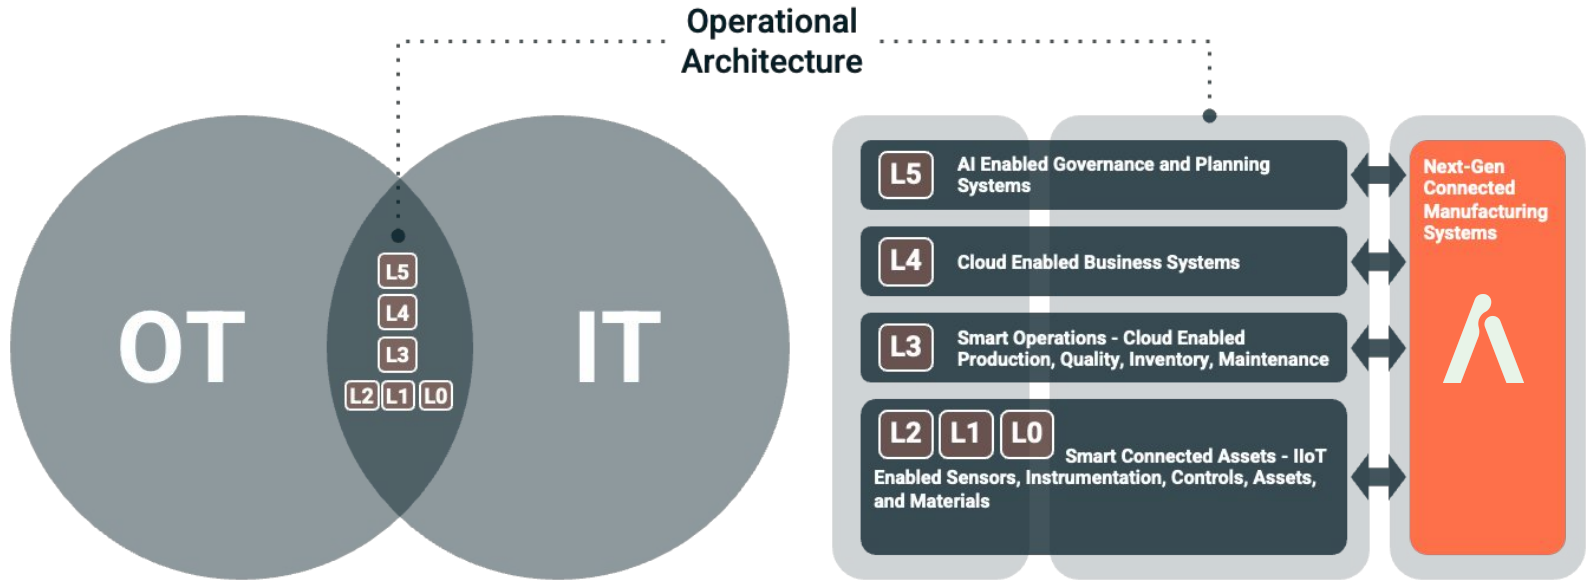 Operational
Architecture
OT
IT
L5
L4
L3
L2 L1 L0
L5
AI Enabled Governance and Planning
Systems
L4
Cloud Enabled Business Systems
L3
Smart Operations - Cloud Enabled
Production, Quality, Inventory, Maintenance
L2 L1 L0
Smart Connected Assets - IIoT
Enabled Sensors, Instrumentation, Controls, Assets,
and Materials
Next-Gen
Connected
Manufacturing
Systems